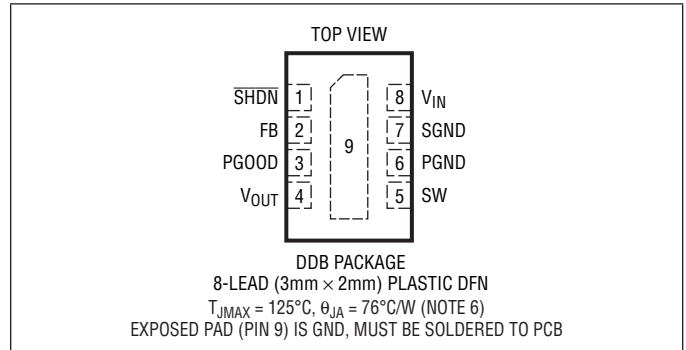 TOP VIEW
SHDN 1 8 VIN
FB 2 7 SGND
9
PGOOD 3 6 PGND
VOUT 4 5 SW
DDB PACKAGE
8-LEAD (3mm × 2mm) PLASTIC DFN
TJMAX = 125°C, θJA = 76°C/W (NOTE 6)
EXPOSED PAD (PIN 9) IS GND, MUST BE SOLDERED TO PCB